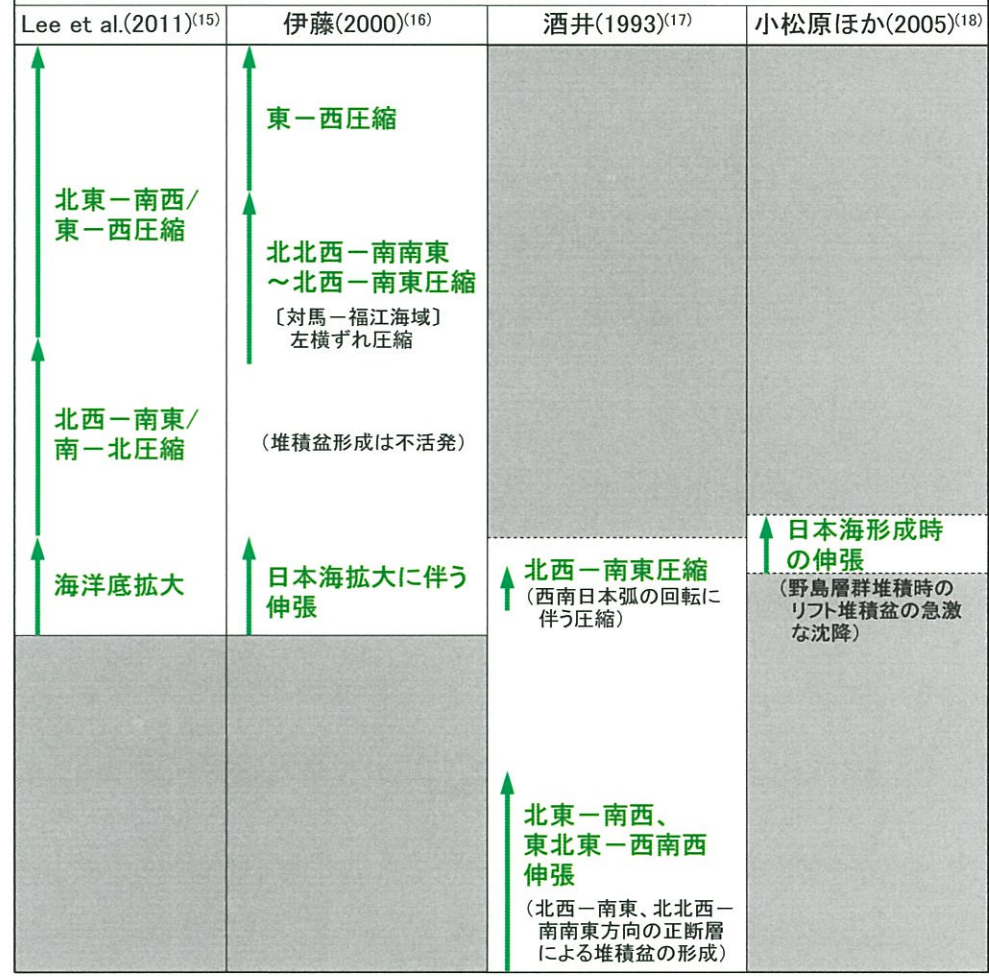 Lee et al.(2011)(15)
伊藤(2000)(16)
酒井(1993)(17)
小松原ほか(2005)(18)
北東－南西/
東－西圧縮
北西－南東/
南－北圧縮
海洋底拡大
東－西圧縮
北北西－南南東
～北西－南東圧縮
〔対馬－福江海域〕
左横ずれ圧縮
(堆積盆形成は不活発)
日本海拡大に伴う
伸張
北西－南東圧縮
(西南日本弧の回転に
伴う圧縮)
北東－南西、
東北東－西南西
伸張
(北西－南東、北北西－
南南東方向の正断層
による堆積盆の形成)
日本海形成時
の伸張
(野島層群堆積時の
リフト堆積盆の急激
な沈降)